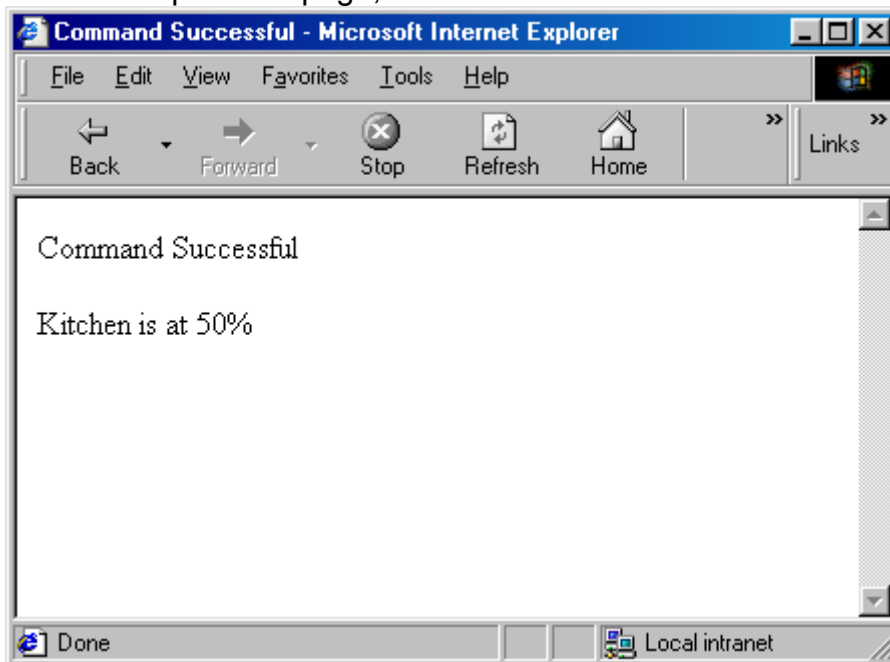 Command Successful - Microsoft Internet Explorer
File Edit View Favorites Tools Help
Back Forward Stop Refresh Home » Links »
Command Successful
Kitchen is at 50%
Done Local intranet